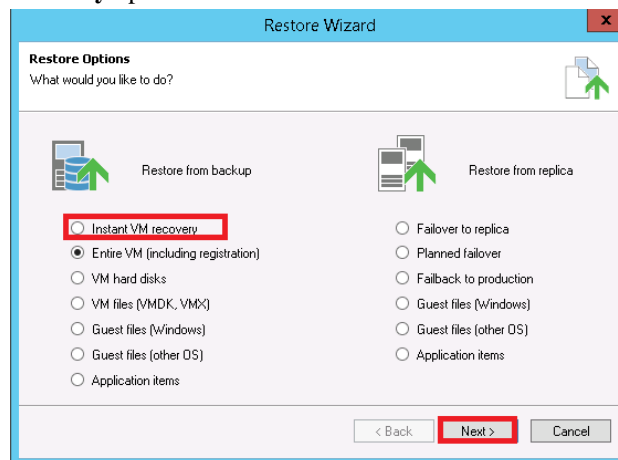 Restore Wizard
x
Restore Options
What would you like to do?
Restore from backup
Instant VM recovery
Entire VM (including registration)
VM hard disks
VM files (VMDK, VMX)
Guest files (Windows)
Guest files (other OS)
Application items
Restore from replica
Failover to replica
Planned failover
Failback to production
Guest files (Windows)
Guest files (other OS)
Application items
< Back Next > Cancel